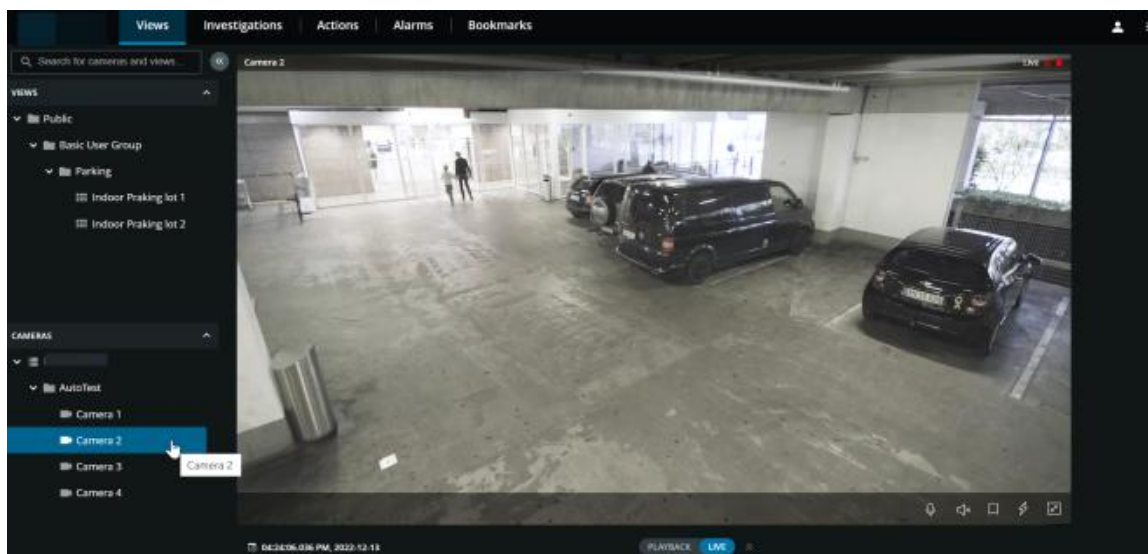 Views Investigations Actions Alarms Bookmarks
Search for cameras and views...
Camera 2
LIVE
VIEWS
Public
Basic User Group
Parking
Indoor Praking lot 1
Indoor Praking lot 2
CAMERAS
AutoTest
Camera 1
Camera 2
Camera 3
Camera 2
Camera 4
04:24:06.036 PM, 2022-12-13
PLAYBACK LIVE